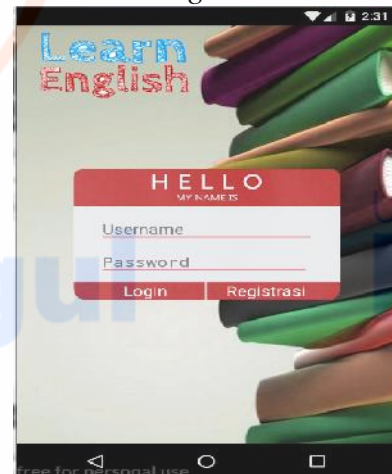 2:31
Learn
English
HELLO
MY NAME IS
Username
Password
Login Registrasi
free for personal use